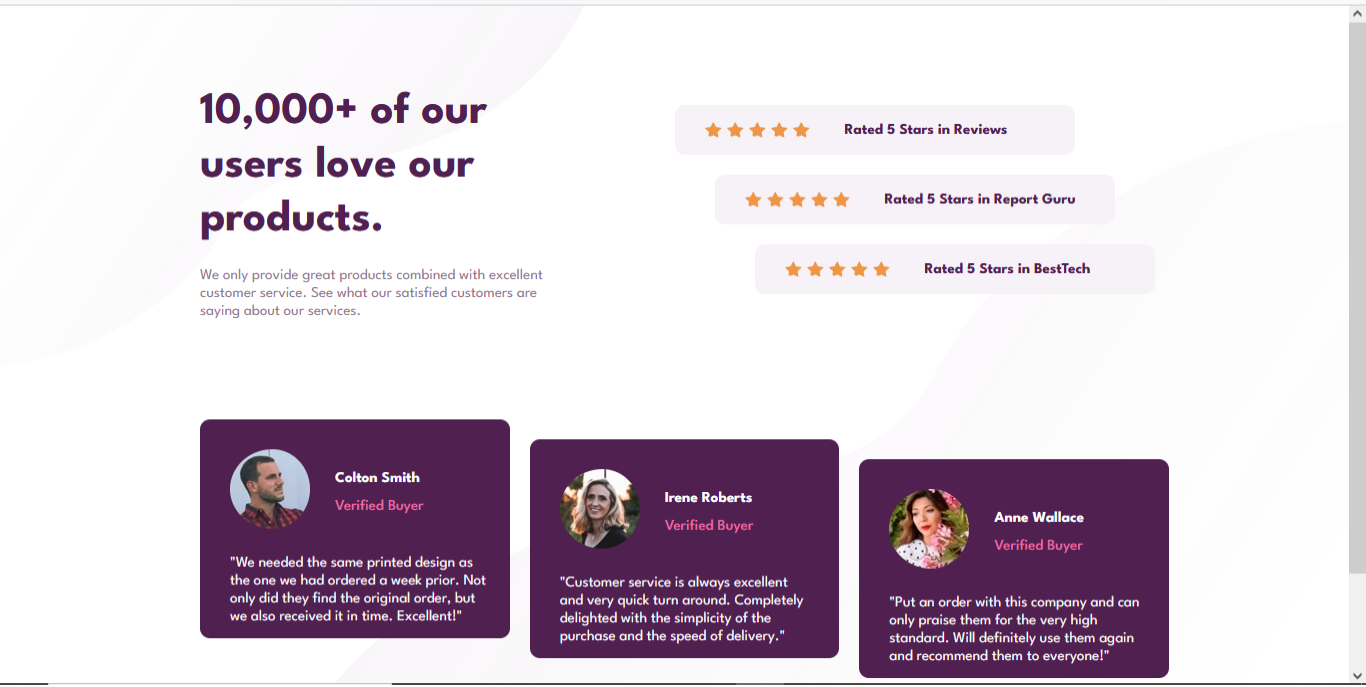 10,000+ of our
users love our
products.
We only provide great products combined with excellent
customer service. See what our satisfied customers are
saying about our services.
Rated 5 Stars in Reviews
Rated 5 Stars in Report Guru
Rated 5 Stars in BestTech
Colton Smith
Verified Buyer
"We needed the same printed design as
the one we had ordered a week prior. Not
only did they find the original order, but
we also received it in time. Excellent!"
Irene Roberts
Verified Buyer
"Customer service is always excellent
and very quick turn around. Completely
delighted with the simplicity of the
purchase and the speed of delivery."
Anne Wallace
Verified Buyer
"Put an order with this company and can
only praise them for the very high
standard. Will definitely use them again
and recommend them to everyone!"